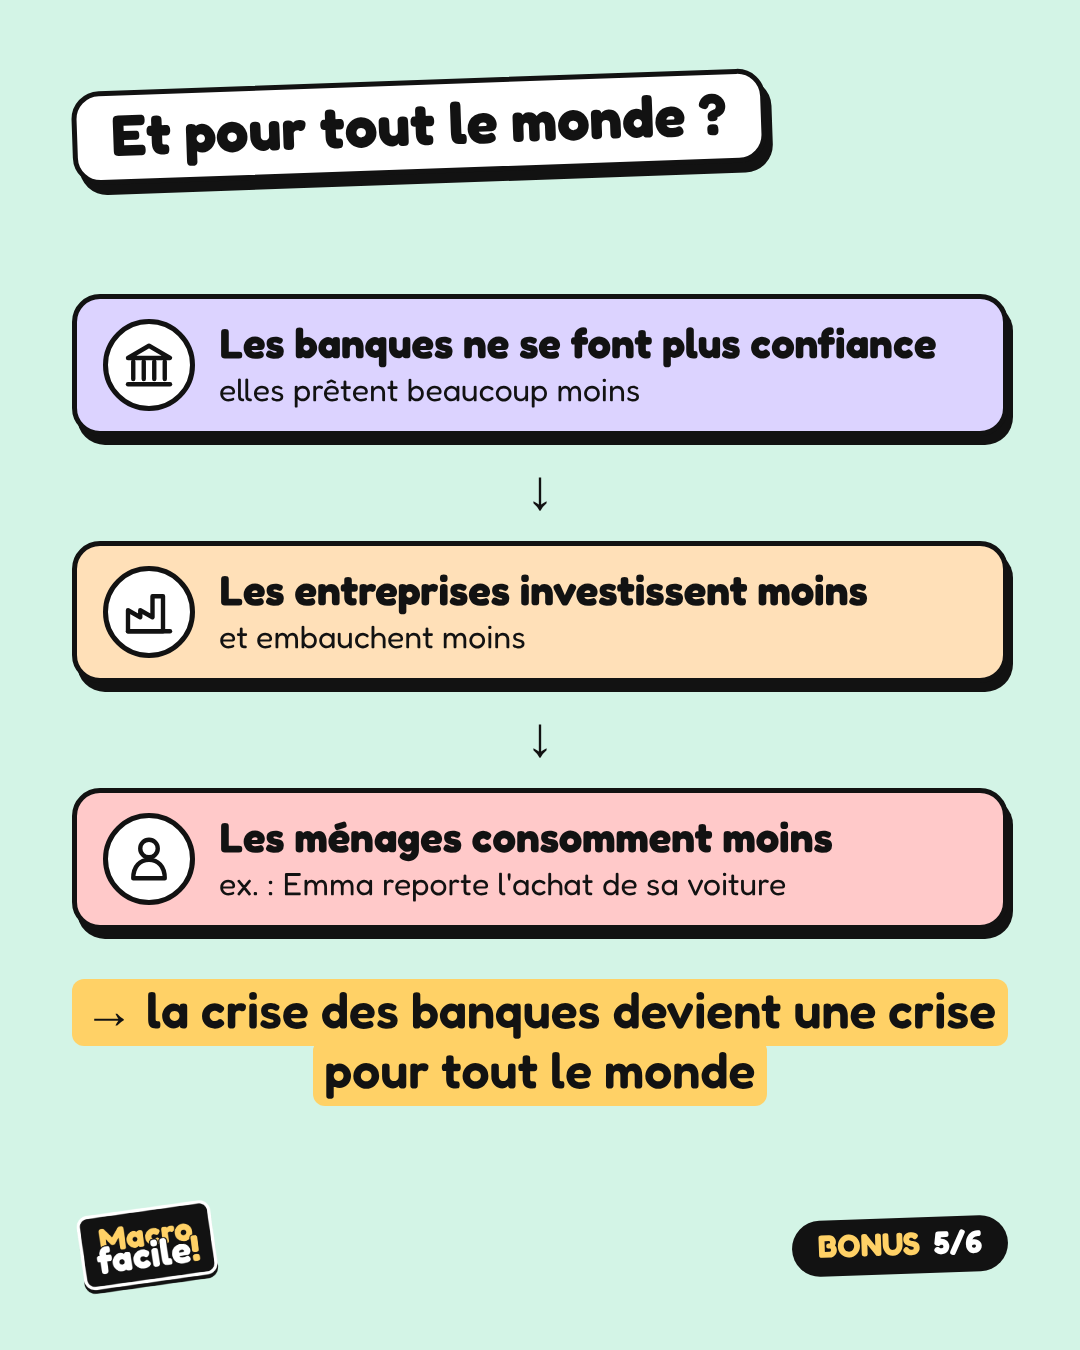 Et pour tout le monde ?
Les banques ne se font plus confiance
elles prêtent beaucoup moins
↓
Les entreprises investissent moins
et embauchent moins
↓
Les ménages consomment moins
ex. : Emma reporte l'achat de sa voiture
→ la crise des banques devient une crise
pour tout le monde
Macro
facile!
BONUS 5/6